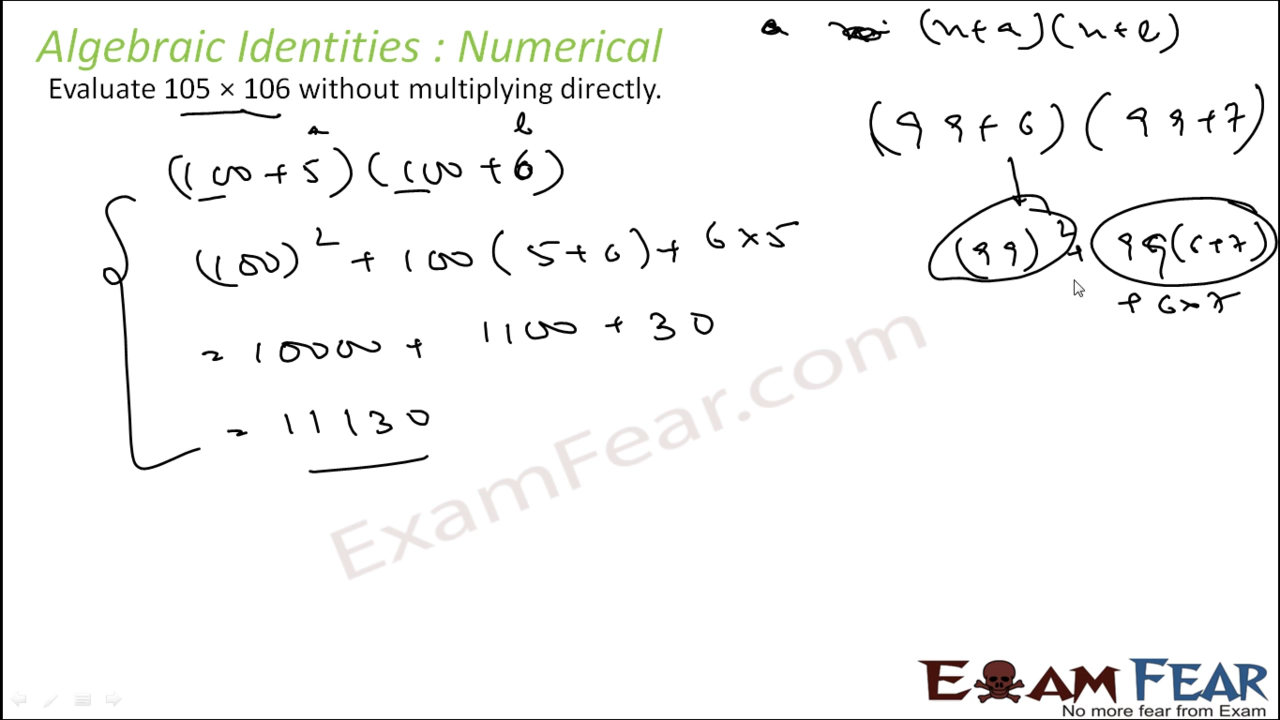 Algebraic Identities : Numerical
Evaluate 105 × 106 without multiplying directly.
a b
(100 + 5) (100 + 6)
(100)² + 100 (5 + 6) + 6 × 5
= 10000 + 1100 + 30
= 11130
a (x + a) (x + b)
(99 + 6) (99 + 7)
(99)² + 99 (6 + 7)
+ 6 × 7
ExamFear.com
EXAM FEAR
No more fear from Exam